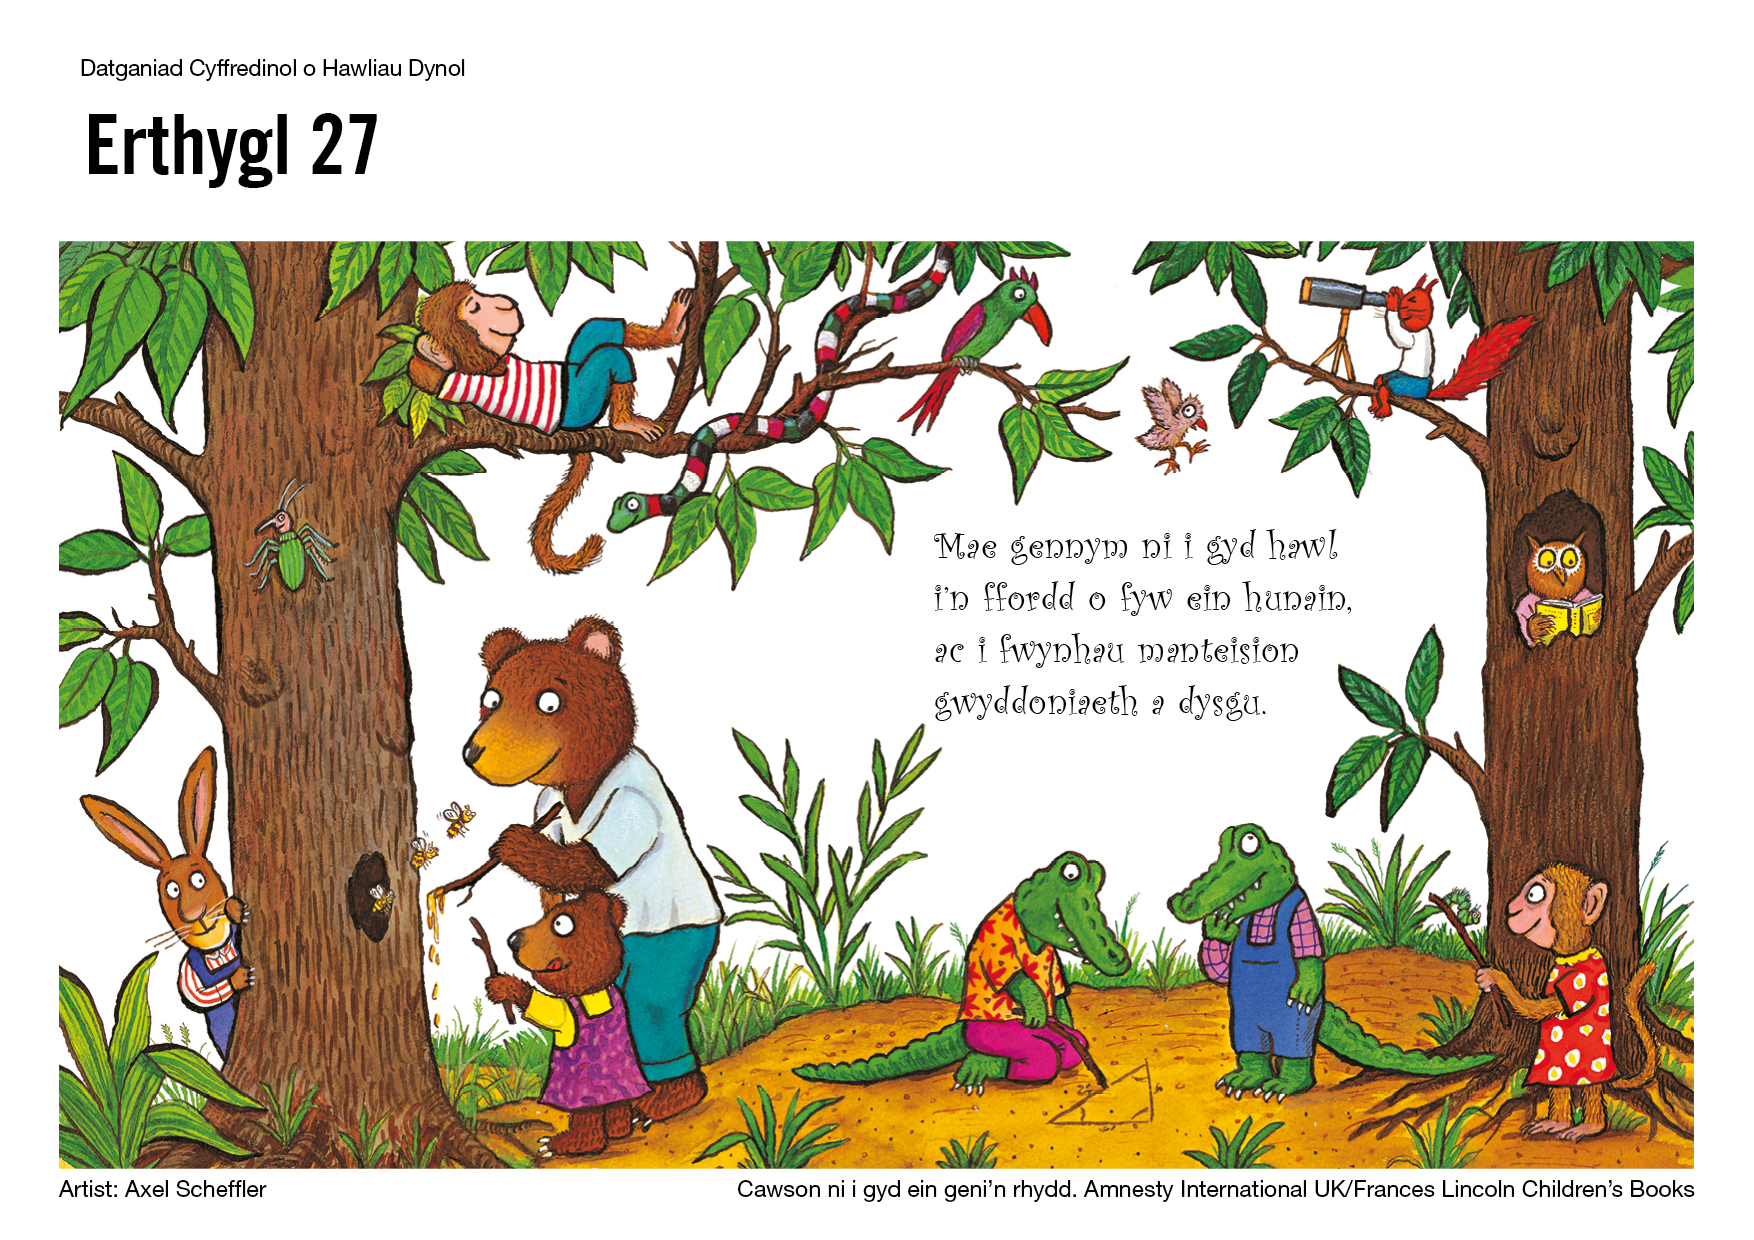 Datganiad Cyffredinol o Hawliau Dynol
Erthygl 27
Mae gennym ni i gyd hawl
i'n ffordd o fyw ein hunain,
ac i fwynhau manteision
gwyddoniaeth a dysgu.
Artist: Axel Scheffler
Cawson ni i gyd ein geni’n rhydd. Amnesty International UK/Frances Lincoln Children’s Books